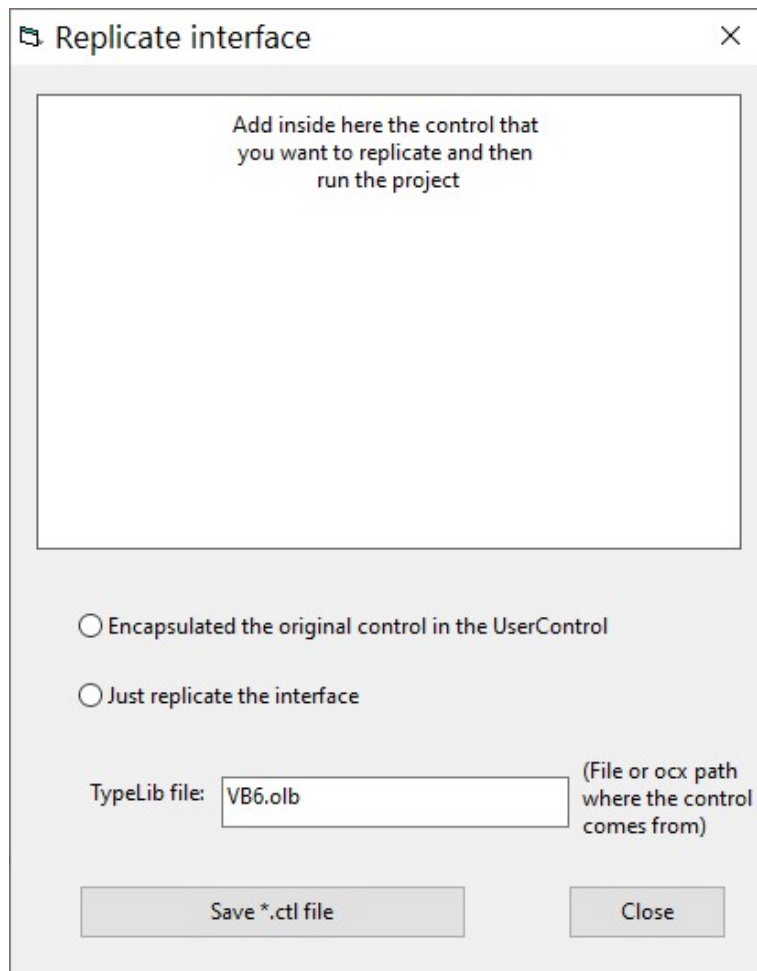 Replicate interface
Add inside here the control that
you want to replicate and then
run the project
Encapsulated the original control in the UserControl
Just replicate the interface
TypeLib file:
VB6.olb
(File or ocx path
where the control
comes from)
Save *.ctl file
Close